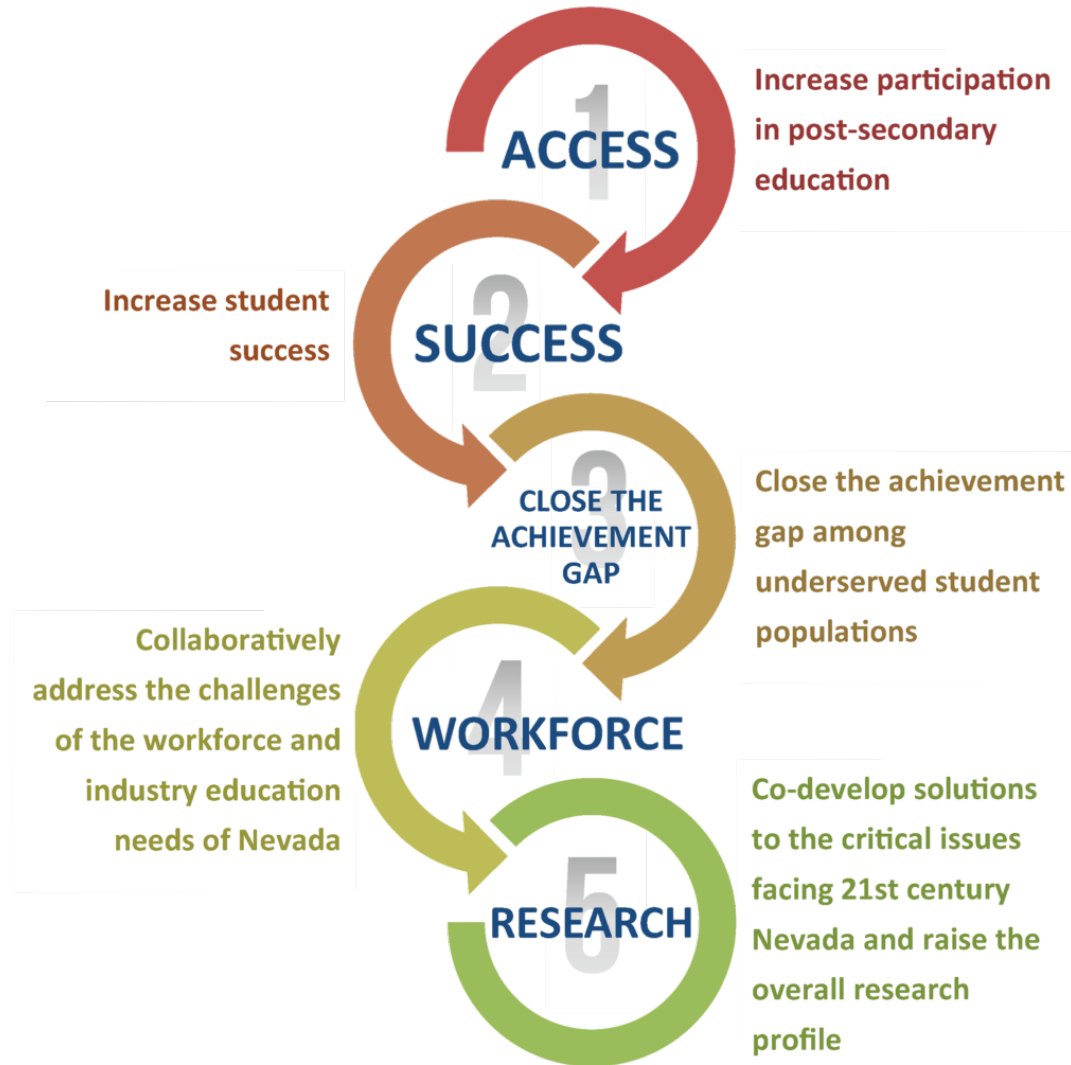 1
ACCESS
Increase participation
in post-secondary
education
2
SUCCESS
Increase student
success
3
CLOSE THE
ACHIEVEMENT
GAP
Close the achievement
gap among
underserved student
populations
4
WORKFORCE
Collaboratively
address the challenges
of the workforce and
industry education
needs of Nevada
5
RESEARCH
Co-develop solutions
to the critical issues
facing 21st century
Nevada and raise the
overall research
profile